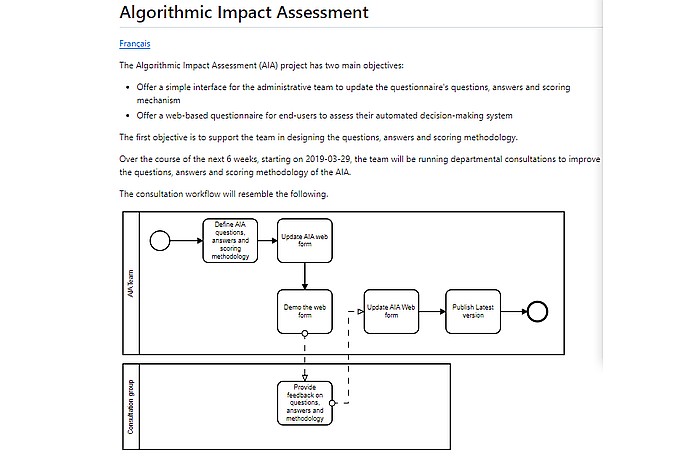 Algorithmic Impact Assessment
Français
The Algorithmic Impact Assessment (AIA) project has two main objectives:
• Offer a simple interface for the administrative team to update the questionnaire's questions, answers and scoring
mechanism
• Offer a web-based questionnaire for end-users to assess their automated decision-making system
The first objective is to support the team in designing the questions, answers and scoring methodology.
Over the course of the next 6 weeks, starting on 2019-03-29, the team will be running departmental consultations to improve
the questions, answers and scoring methodology of the AIA.
The consultation workflow will resemble the following.
AIA Team
Define AIA
questions,
answers and
scoring
methodology
Update AIA web
form
Demo the web
form
Update AIA Web
form
Publish Latest
version
Consultation group
Provide
feedback on
questions,
answers and
methodology